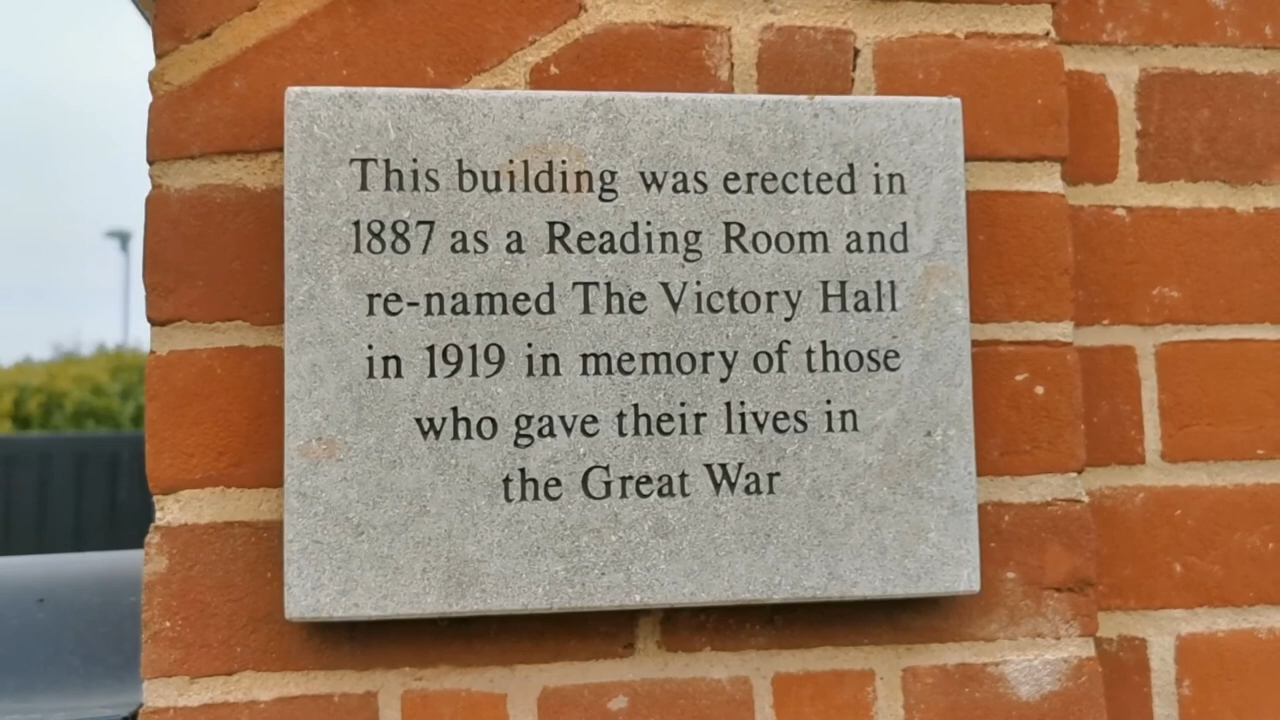 This building was erected in
1887 as a Reading Room and
re-named The Victory Hall
in 1919 in memory of those
who gave their lives in
the Great War